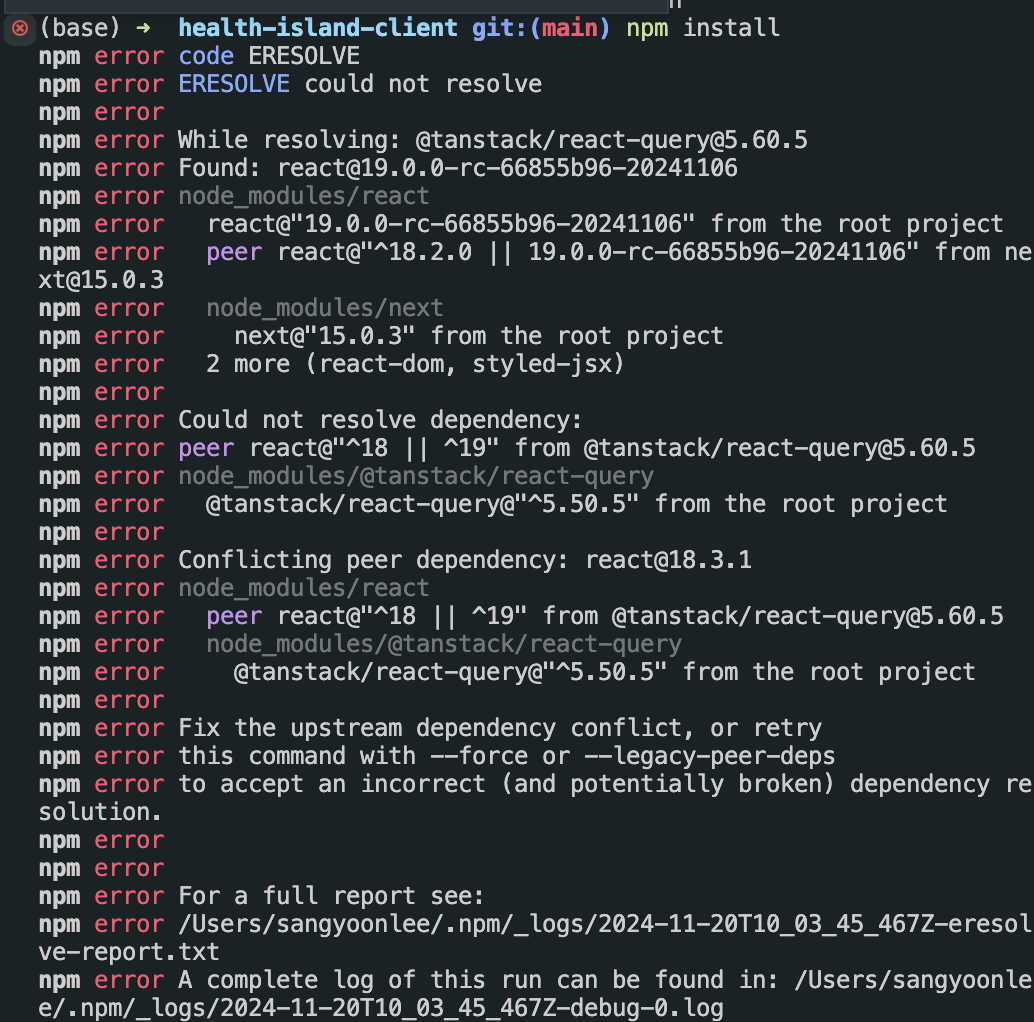 (base) ➜  health-island-client git:(main) npm install
npm error code ERESOLVE
npm error ERESOLVE could not resolve
npm error
npm error While resolving: @tanstack/react-query@5.60.5
npm error Found: react@19.0.0-rc-66855b96-20241106
npm error node_modules/react
npm error   react@"19.0.0-rc-66855b96-20241106" from the root project
npm error   peer react@"^18.2.0 || 19.0.0-rc-66855b96-20241106" from ne
xt@15.0.3
npm error   node_modules/next
npm error     next@"15.0.3" from the root project
npm error   2 more (react-dom, styled-jsx)
npm error
npm error Could not resolve dependency:
npm error peer react@"^18 || ^19" from @tanstack/react-query@5.60.5
npm error node_modules/@tanstack/react-query
npm error   @tanstack/react-query@"^5.50.5" from the root project
npm error
npm error Conflicting peer dependency: react@18.3.1
npm error node_modules/react
npm error   peer react@"^18 || ^19" from @tanstack/react-query@5.60.5
npm error   node_modules/@tanstack/react-query
npm error     @tanstack/react-query@"^5.50.5" from the root project
npm error
npm error Fix the upstream dependency conflict, or retry
npm error this command with --force or --legacy-peer-deps
npm error to accept an incorrect (and potentially broken) dependency re
solution.
npm error
npm error
npm error For a full report see:
npm error /Users/sangyoonlee/.npm/_logs/2024-11-20T10_03_45_467Z-eresol
ve-report.txt
npm error A complete log of this run can be found in: /Users/sangyoonle
e/.npm/_logs/2024-11-20T10_03_45_467Z-debug-0.log